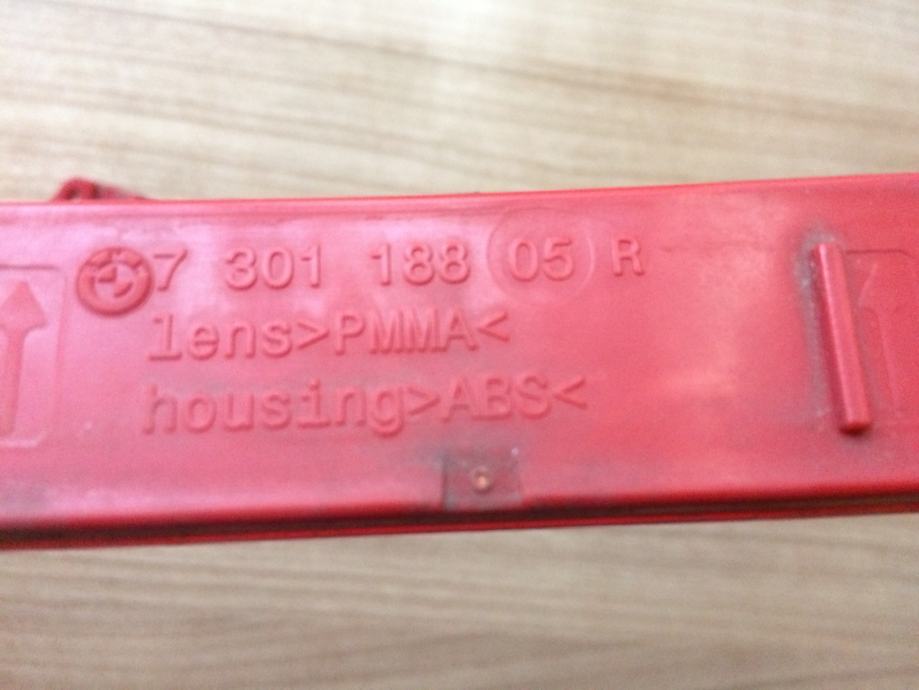 7 301 188 05 R
lens>PMMA<
housing>ABS<